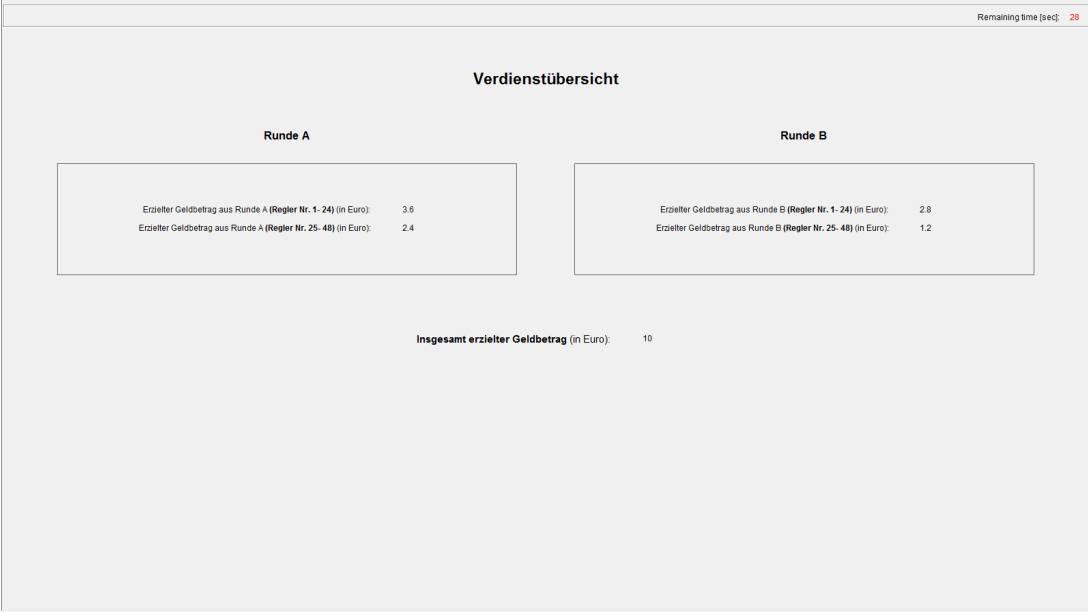 Remaining time [sec]: 28
Verdienstübersicht
Runde A
Erzielter Geldbetrag aus Runde A (Regler Nr. 1- 24) (in Euro): 3.6
Erzielter Geldbetrag aus Runde A (Regler Nr. 25- 48) (in Euro): 2.4
Runde B
Erzielter Geldbetrag aus Runde B (Regler Nr. 1- 24) (in Euro): 2.8
Erzielter Geldbetrag aus Runde B (Regler Nr. 25- 48) (in Euro): 1.2
Insgesamt erzielter Geldbetrag (in Euro): 10